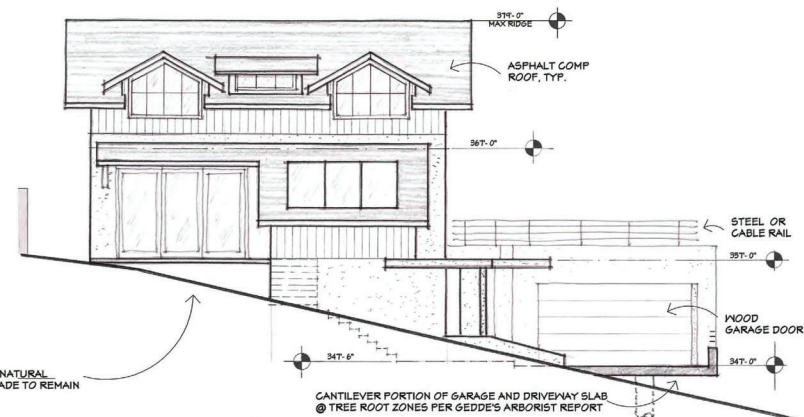 379'-0"
MAX RIDGE
ASPHALT COMP
ROOF, TYP.
367'-0"
STEEL OR
CABLE RAIL
357'-0"
WOOD
GARAGE DOOR
347'-6"
347'-0"
NATURAL
ADE TO REMAIN
CANTILEVER PORTION OF GARAGE AND DRIVEWAY SLAB
@ TREE ROOT ZONES PER GEDDE'S ARBORIST REPORT